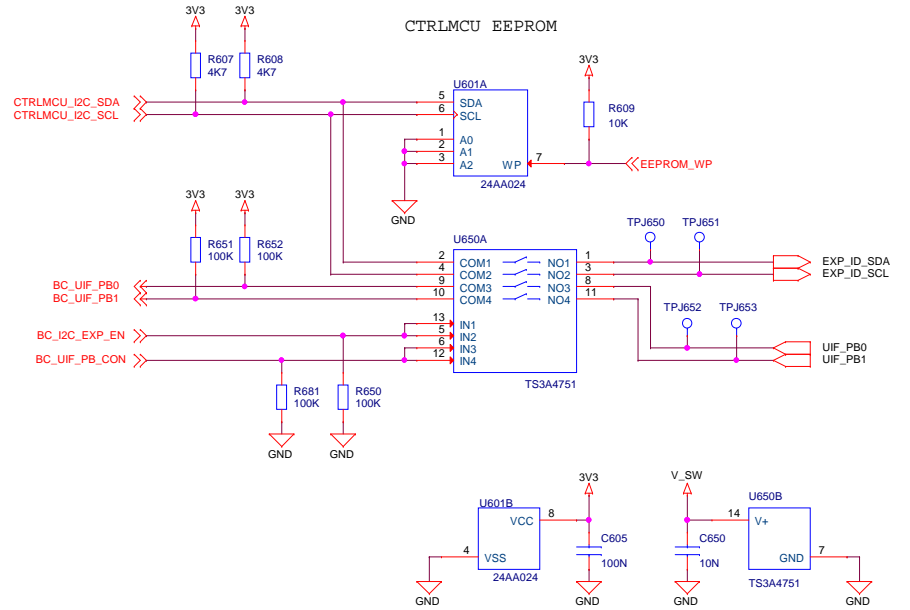 CTRLMCU EEPROM
3V3
3V3
R607
4K7
R608
4K7
3V3
U601A
R609
10K
CTRLMCU_I2C_SDA
CTRLMCU_I2C_SCL
5
6
SDA
SCL
1
2
3
A0
A1
A2
WP
7
EEPROM_WP
24AA024
GND
3V3
3V3
R651
100K
R652
100K
U650A
TPJ650
TPJ651
2
4
9
10
COM1
COM2
COM3
COM4
NO1
NO2
NO3
NO4
1
3
8
11
EXP_ID_SDA
EXP_ID_SCL
BC_UIF_PB0
BC_UIF_PB1
TPJ652
TPJ653
BC_I2C_EXP_EN
BC_UIF_PB_CON
13
5
6
12
IN1
IN2
IN3
IN4
UIF_PB0
UIF_PB1
TS3A4751
R681
100K
R650
100K
GND
GND
3V3
V_SW
U601B
U650B
VCC
8
4
VSS
24AA024
C605
100N
C650
10N
14
V+
GND
7
TS3A4751
GND
GND
GND
GND